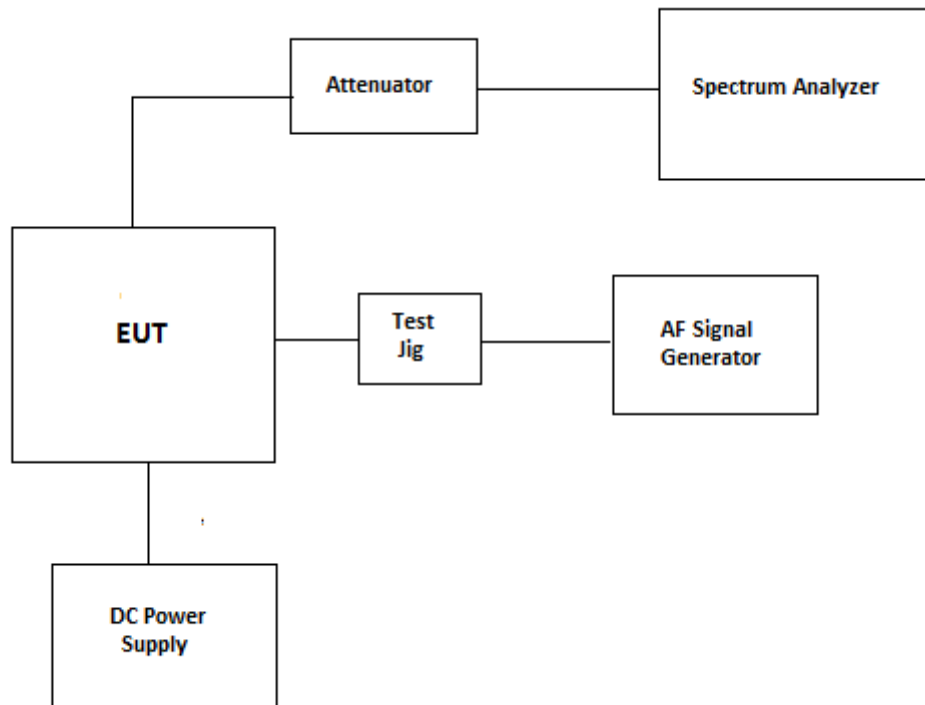 Attenuator
Spectrum Analyzer
EUT
Test
Jig
AF Signal
Generator
DC Power
Supply